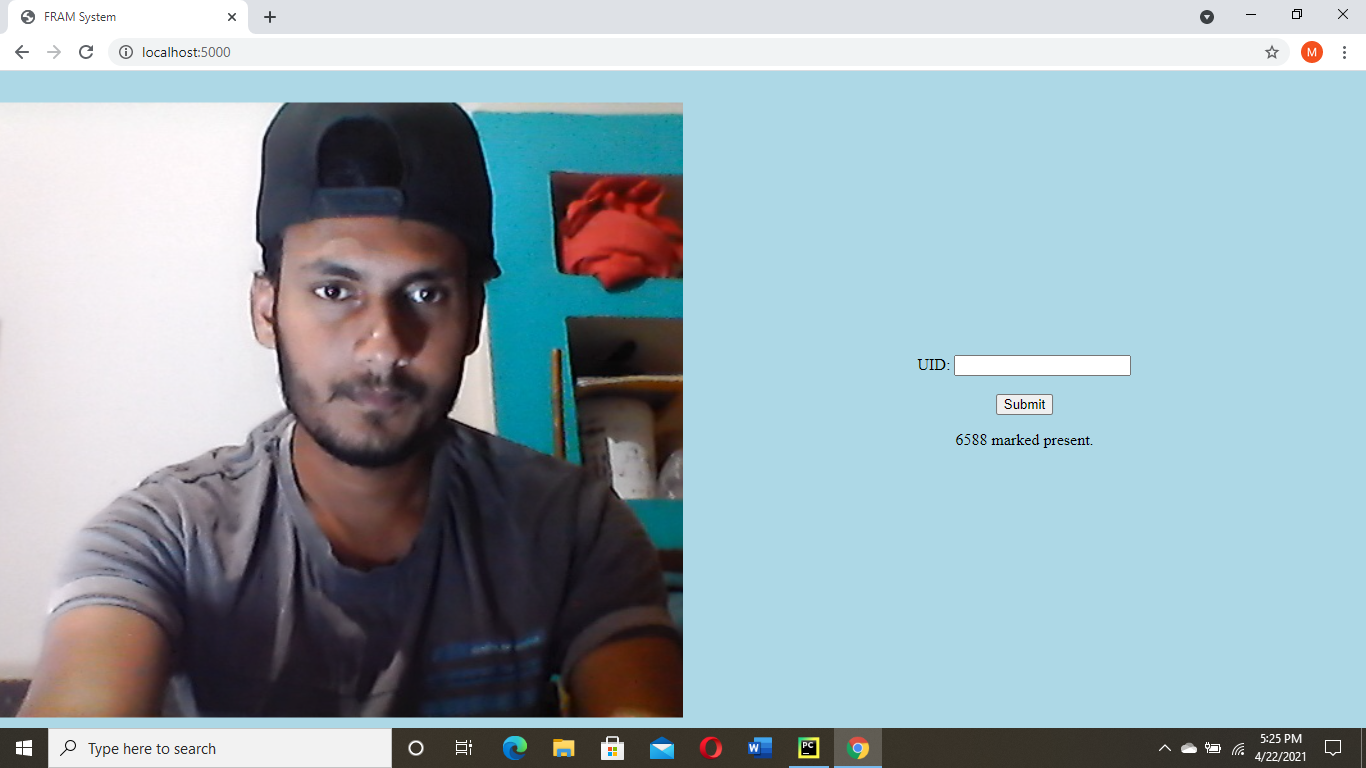 FRAM System
localhost:5000
M
UID:
Submit
6588 marked present.
Type here to search
W
PC
5:25 PM
4/22/2021